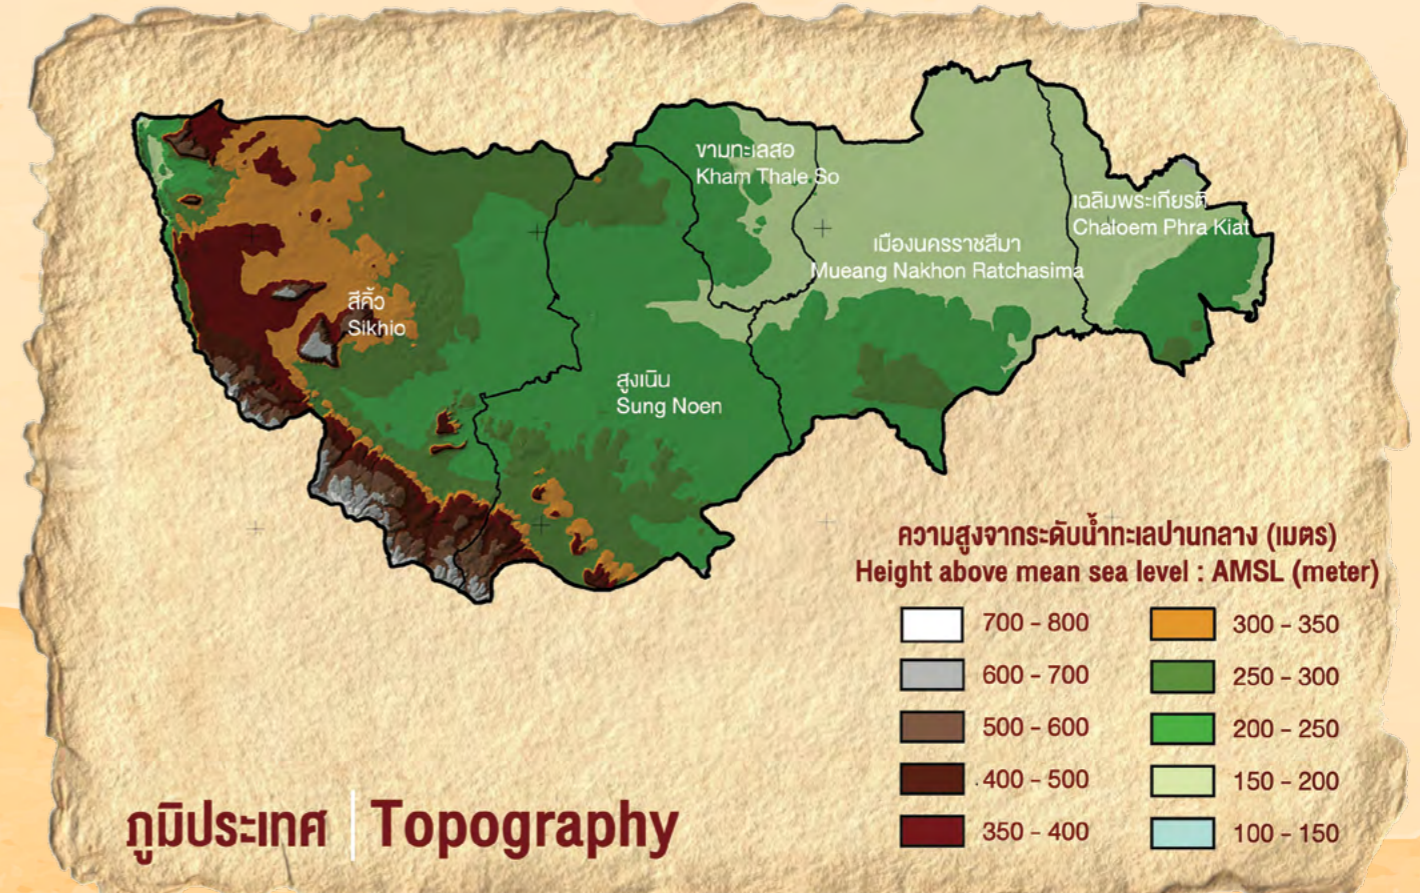 ขามทะเลสอ
Kham Thale So
เฉลิมพระเกียรติ
Chaloem Phra Kiat
เมืองนครราชสีมา
Mueang Nakhon Ratchasima
สีคิ้ว
Sikhio
สูงเนิน
Sung Noen
ความสูงจากระดับน้ำทะเลปานกลาง (เมตร)
Height above mean sea level : AMSL (meter)
700 - 800
300 - 350
600 - 700
250 - 300
500 - 600
200 - 250
400 - 500
150 - 200
350 - 400
100 - 150
ภูมิประเทศ | Topography